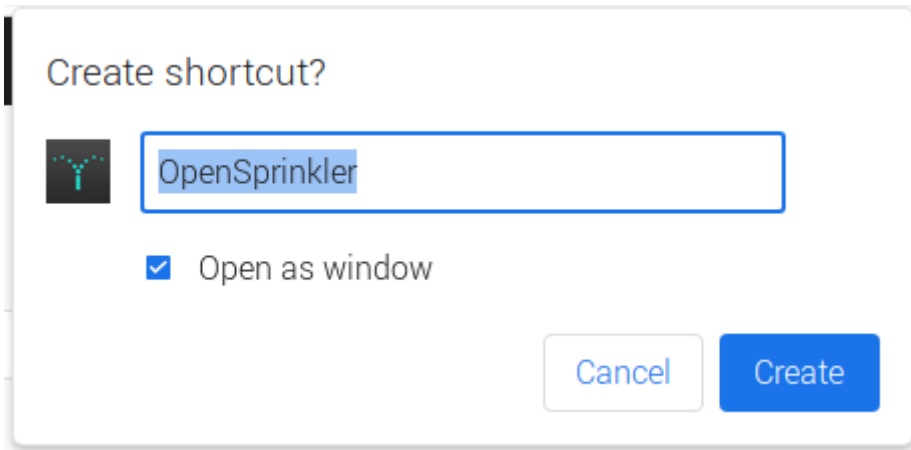 Create shortcut?
OpenSprinkler
Open as window
Cancel
Create